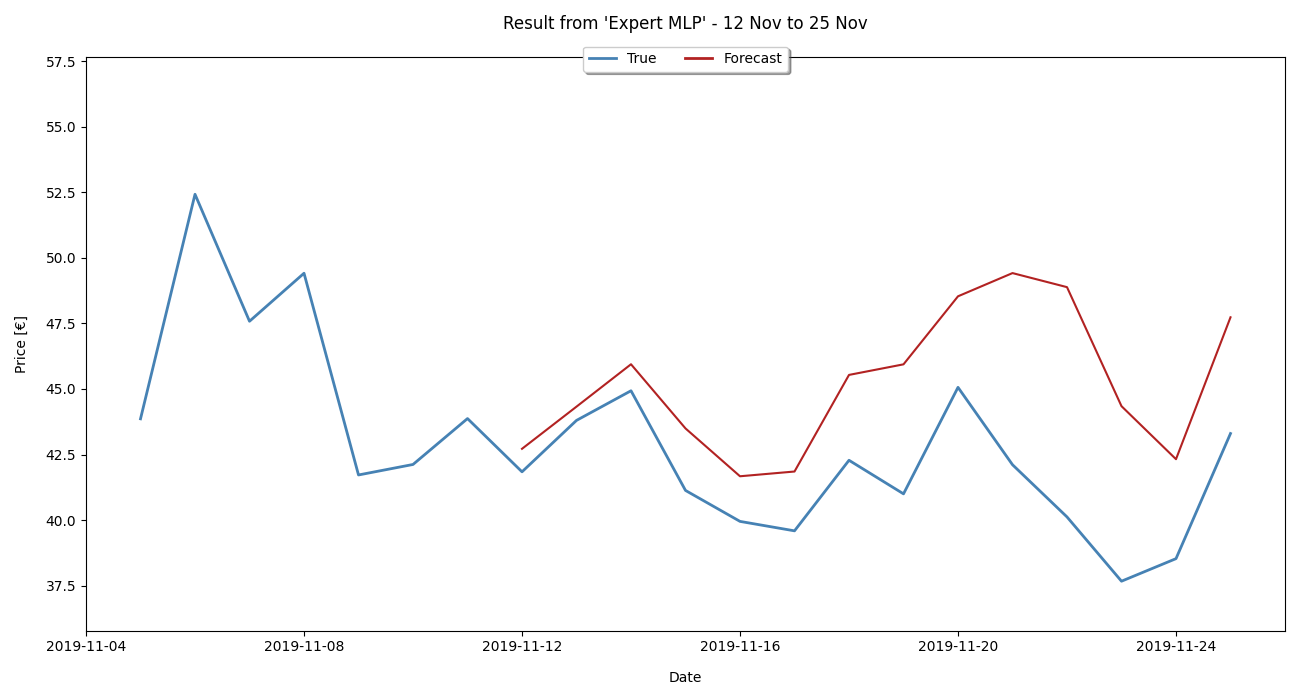 Result from 'Expert MLP' - 12 Nov to 25 Nov
True Forecast
57.5
55.0
52.5
50.0
47.5
45.0
42.5
40.0
37.5
Price [€]
2019-11-04 2019-11-08 2019-11-12 2019-11-16 2019-11-20 2019-11-24
Date